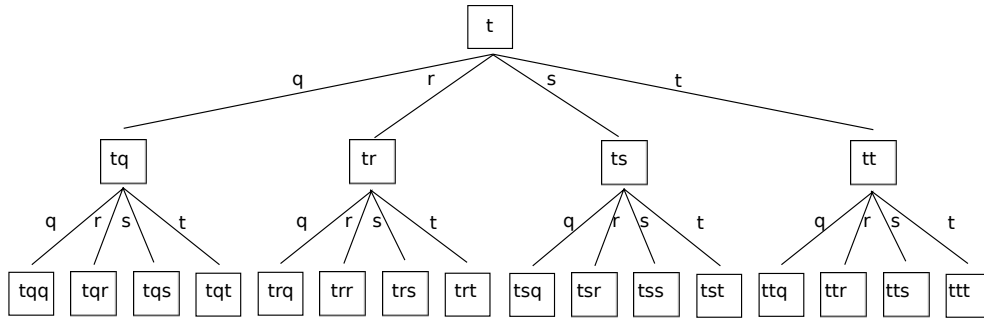 t
q r s t
tq tr ts tt
q r s t q r s t q r s t q r s t
tqq tqr tqs tqt trq trr trs trt tsq tsr tss tst ttq ttr tts ttt